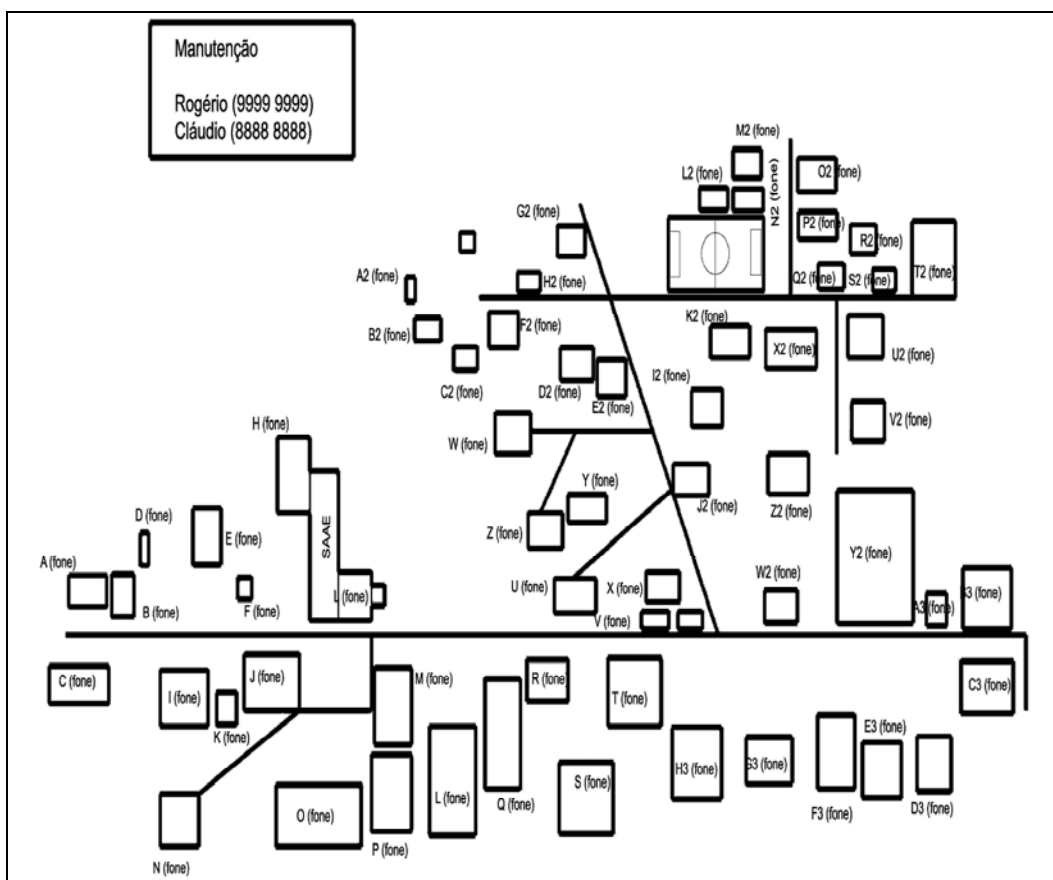 Manutenção
Rogério (9999 9999)
Cláudio (8888 8888)
M2 (fone)
L2 (fone)
N2 (fone)
O2 (fone)
G2 (fone)
P2 (fone)
R2 (fone)
A2 (fone)
H2 (fone)
Q2 (fone)
S2 (fone)
T2 (fone)
B2 (fone)
F2 (fone)
K2 (fone)
X2 (fone)
U2 (fone)
C2 (fone)
D2 (fone)
E2 (fone)
I2 (fone)
H (fone)
W (fone)
V2 (fone)
Y (fone)
J2 (fone)
Z2 (fone)
D (fone)
E (fone)
SAAE
Z (fone)
Y2 (fone)
A (fone)
B (fone)
F (fone)
L (fone)
U (fone)
X (fone)
V (fone)
W2 (fone)
A3 (fone)
B3 (fone)
C (fone)
I (fone)
J (fone)
K (fone)
M (fone)
R (fone)
T (fone)
C3 (fone)
H3 (fone)
G3 (fone)
E3 (fone)
N (fone)
O (fone)
P (fone)
L (fone)
Q (fone)
S (fone)
F3 (fone)
D3 (fone)